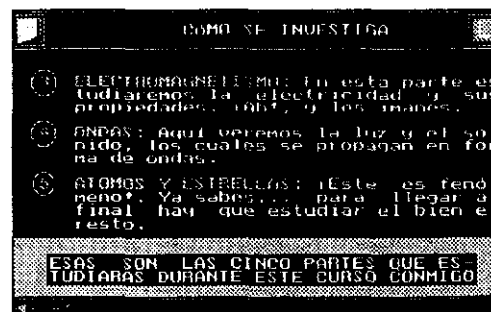 COMO SE INVESTIGA
3 ELECTROMAGNETISMO: En esta parte es
tudiaremos la electricidad y sus
propiedades. ¡Ah!, y los imanes.
4 ONDAS: Aquí veremos la luz y el so
nido, los cuales se propagan en for
ma de ondas.
5 ATOMOS Y ESTRELLAS: ¡Este es fenó
meno!. Ya sabes... para llegar a
final hay que estudiar el bien e
resto.
ESAS SON LAS CINCO PARTES QUE ES-
TUDIARAS DURANTE ESTE CURSO CONMIGO